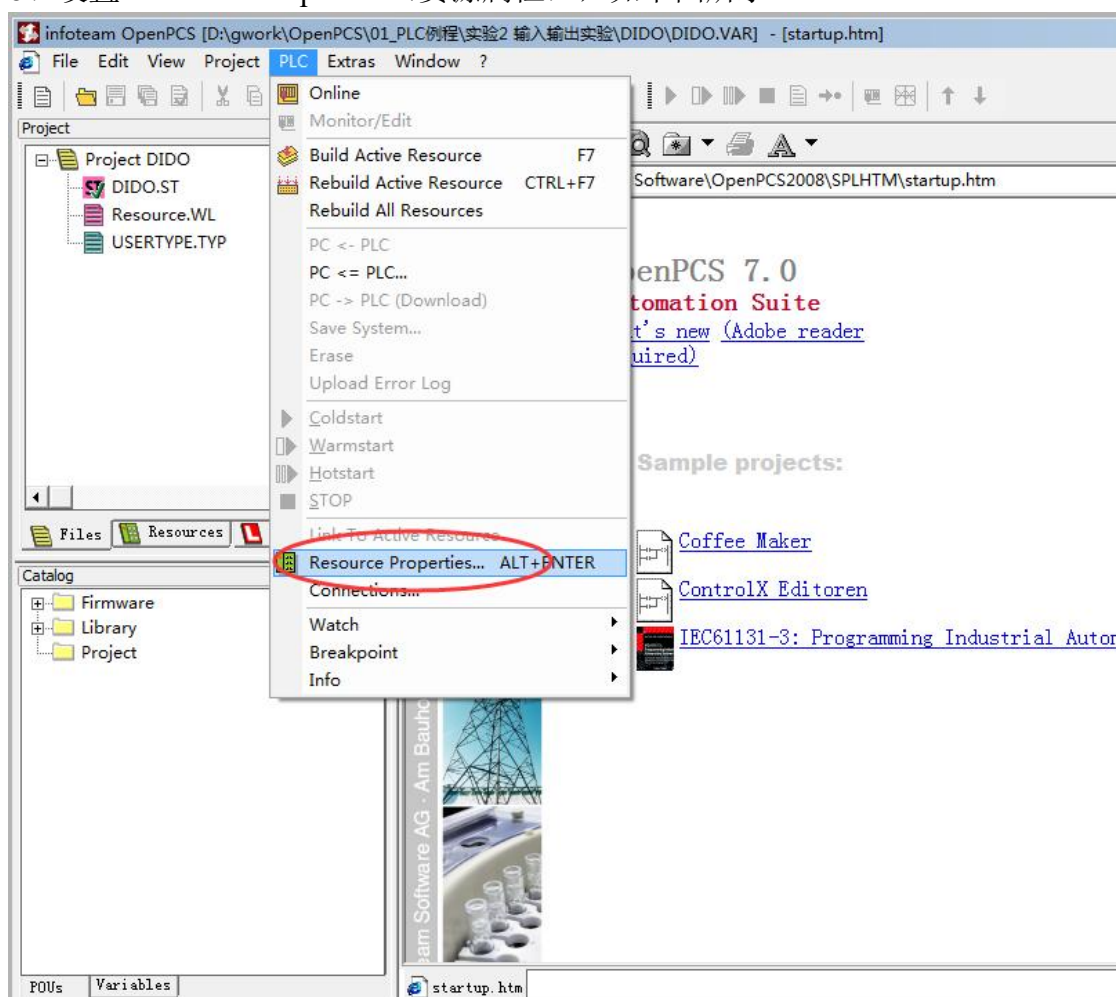 infoteam OpenPCS [D:\gwork\OpenPCS\01_PLC例程\实验2 输入输出实验\DIDO\DIDO.VAR] - [startup.htm]
File Edit View Project PLC Extras Window ?
Project
Project DIDO
DIDO.ST
Resource.WL
USERTYPE.TYP
Files Resources
Catalog
Firmware
Library
Project
POUs Variables
Online
Monitor/Edit
Build Active Resource F7
Rebuild Active Resource CTRL+F7
Rebuild All Resources
PC <- PLC
PC <= PLC...
PC -> PLC (Download)
Save System...
Erase
Upload Error Log
Coldstart
Warmstart
Hotstart
STOP
Link To Active Resource
Resource Properties... ALT+ENTER
Connections...
Watch
Breakpoint
Info
Software\OpenPCS2008\SPLHTM\startup.htm
enPCS 7.0
tomation Suite
t's new (Adobe reader
uired)
Sample projects:
Coffee Maker
ControlX Editoren
IEC61131-3: Programming Industrial Autor
eam Software AG · Am Bauho
startup.htm